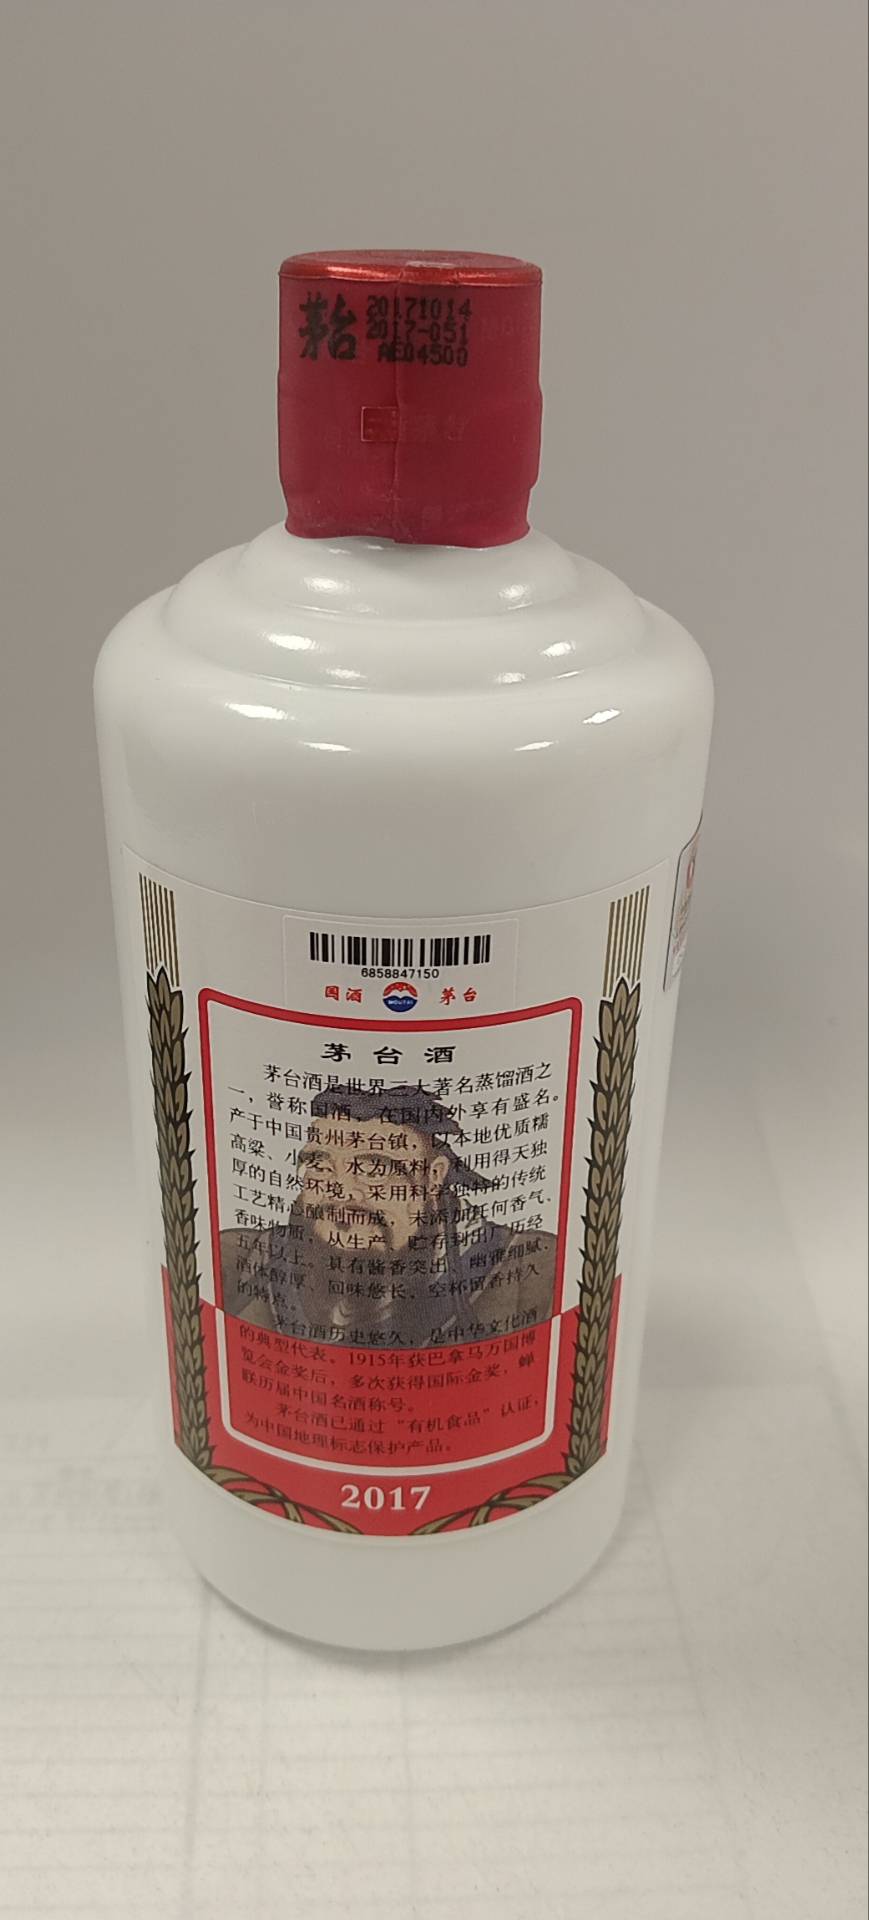 茅台
20171014
2017-051
AE04500
6858847150
国酒 MOUTAI 茅台
茅台酒
茅台酒是世界三大著名蒸馏酒之
一，誉称国酒，在国内外享有盛名。
产于中国贵州茅台镇，以本地优质糯
高粱、小麦、水为原料，利用得天独
厚的自然环境，采用科学独特的传统
工艺精心酿制而成，未添加任何香气、
香味物质，从生产、贮存到出厂历经
五年以上。具有酱香突出、幽雅细腻、
酒体醇厚、回味悠长、空杯留香持久
的特点。
茅台酒历史悠久，是中华文化酒
的典型代表。1915年获巴拿马万国博
览会金奖后，多次获得国际金奖，蝉
联历届中国名酒称号。
茅台酒已通过“有机食品”认证，
为中国地理标志保护产品。
2017